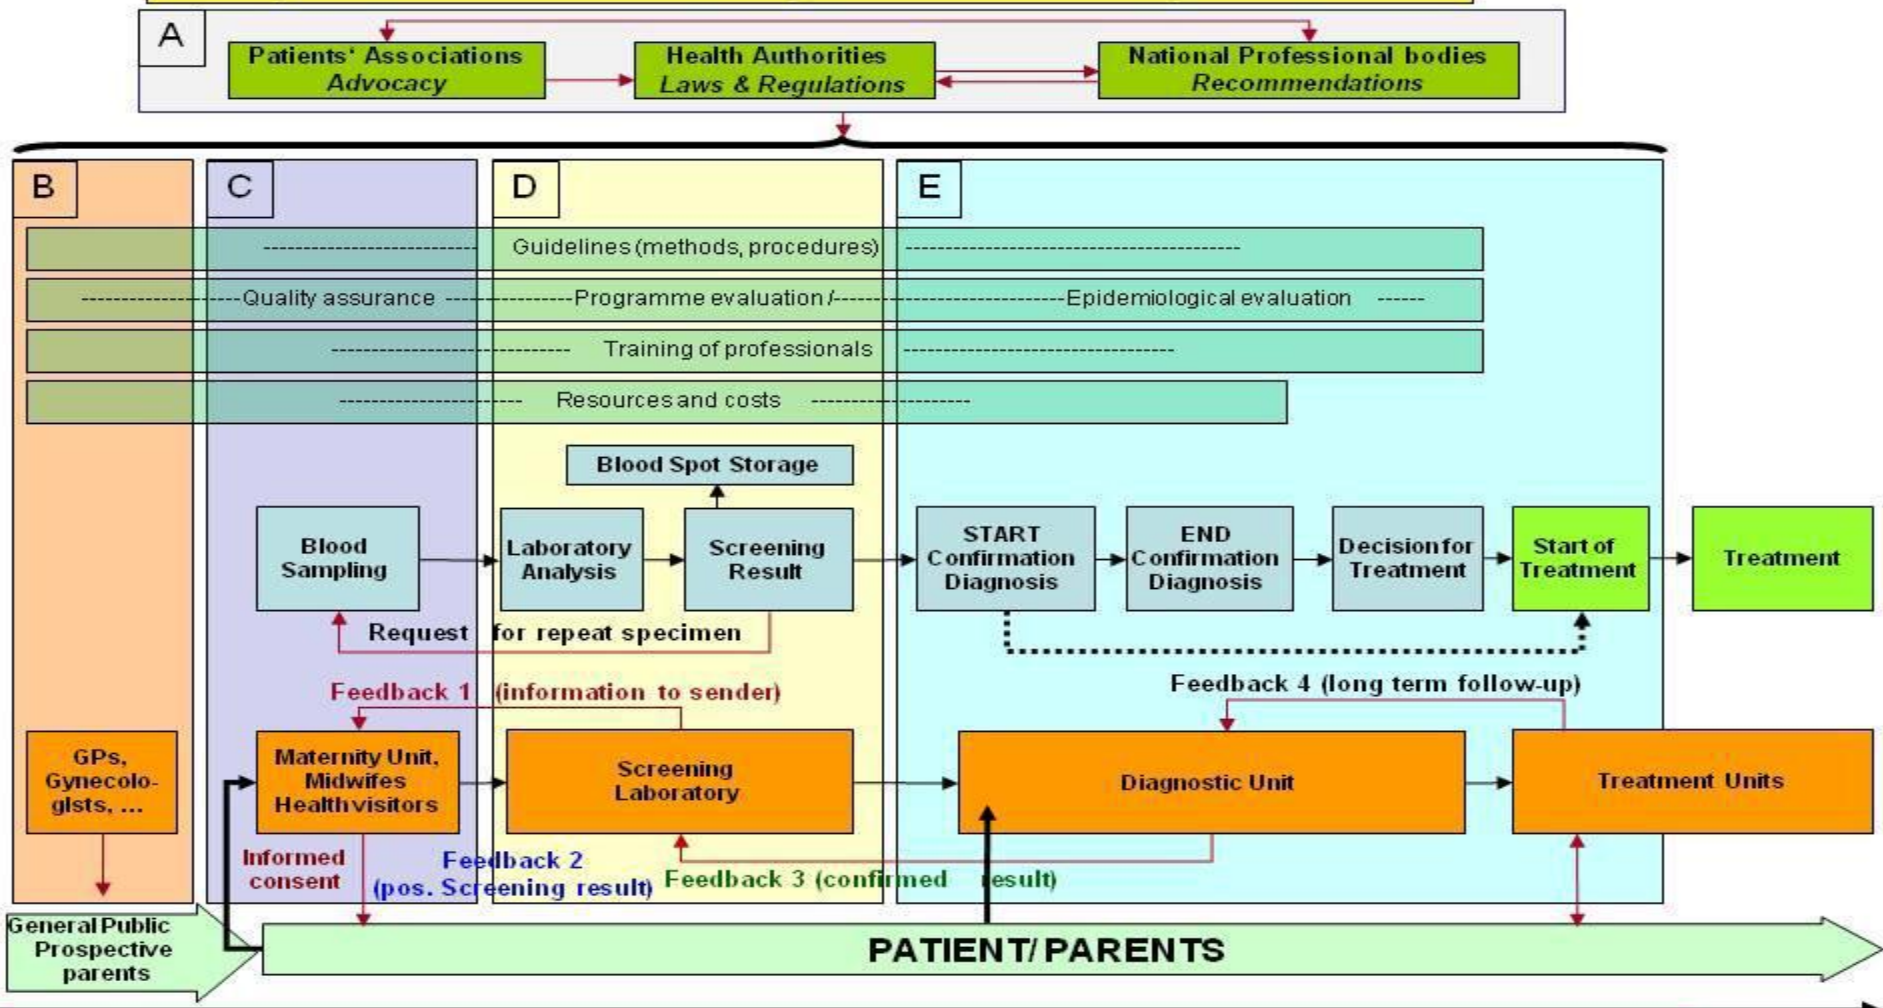 A
Patients' Associations
Advocacy
Health Authorities
Laws & Regulations
National Professional bodies
Recommendations
B
C
D
E
Guidelines (methods, procedures)
Quality assurance
Programme evaluation /
Epidemiological evaluation
Training of professionals
Resources and costs
Blood Spot Storage
Blood
Sampling
Laboratory
Analysis
Screening
Result
START
Confirmation
Diagnosis
END
Confirmation
Diagnosis
Decision for
Treatment
Start of
Treatment
Treatment
Request for repeat specimen
Feedback 1 (information to sender)
Feedback 4 (long term follow-up)
GPs,
Gynecolo-
gists, ...
Maternity Unit,
Midwifes
Health visitors
Screening
Laboratory
Diagnostic Unit
Treatment Units
Informed
consent
Feedback 2
(pos. Screening result)
Feedback 3 (confirmed result)
General Public
Prospective
parents
PATIENT/ PARENTS